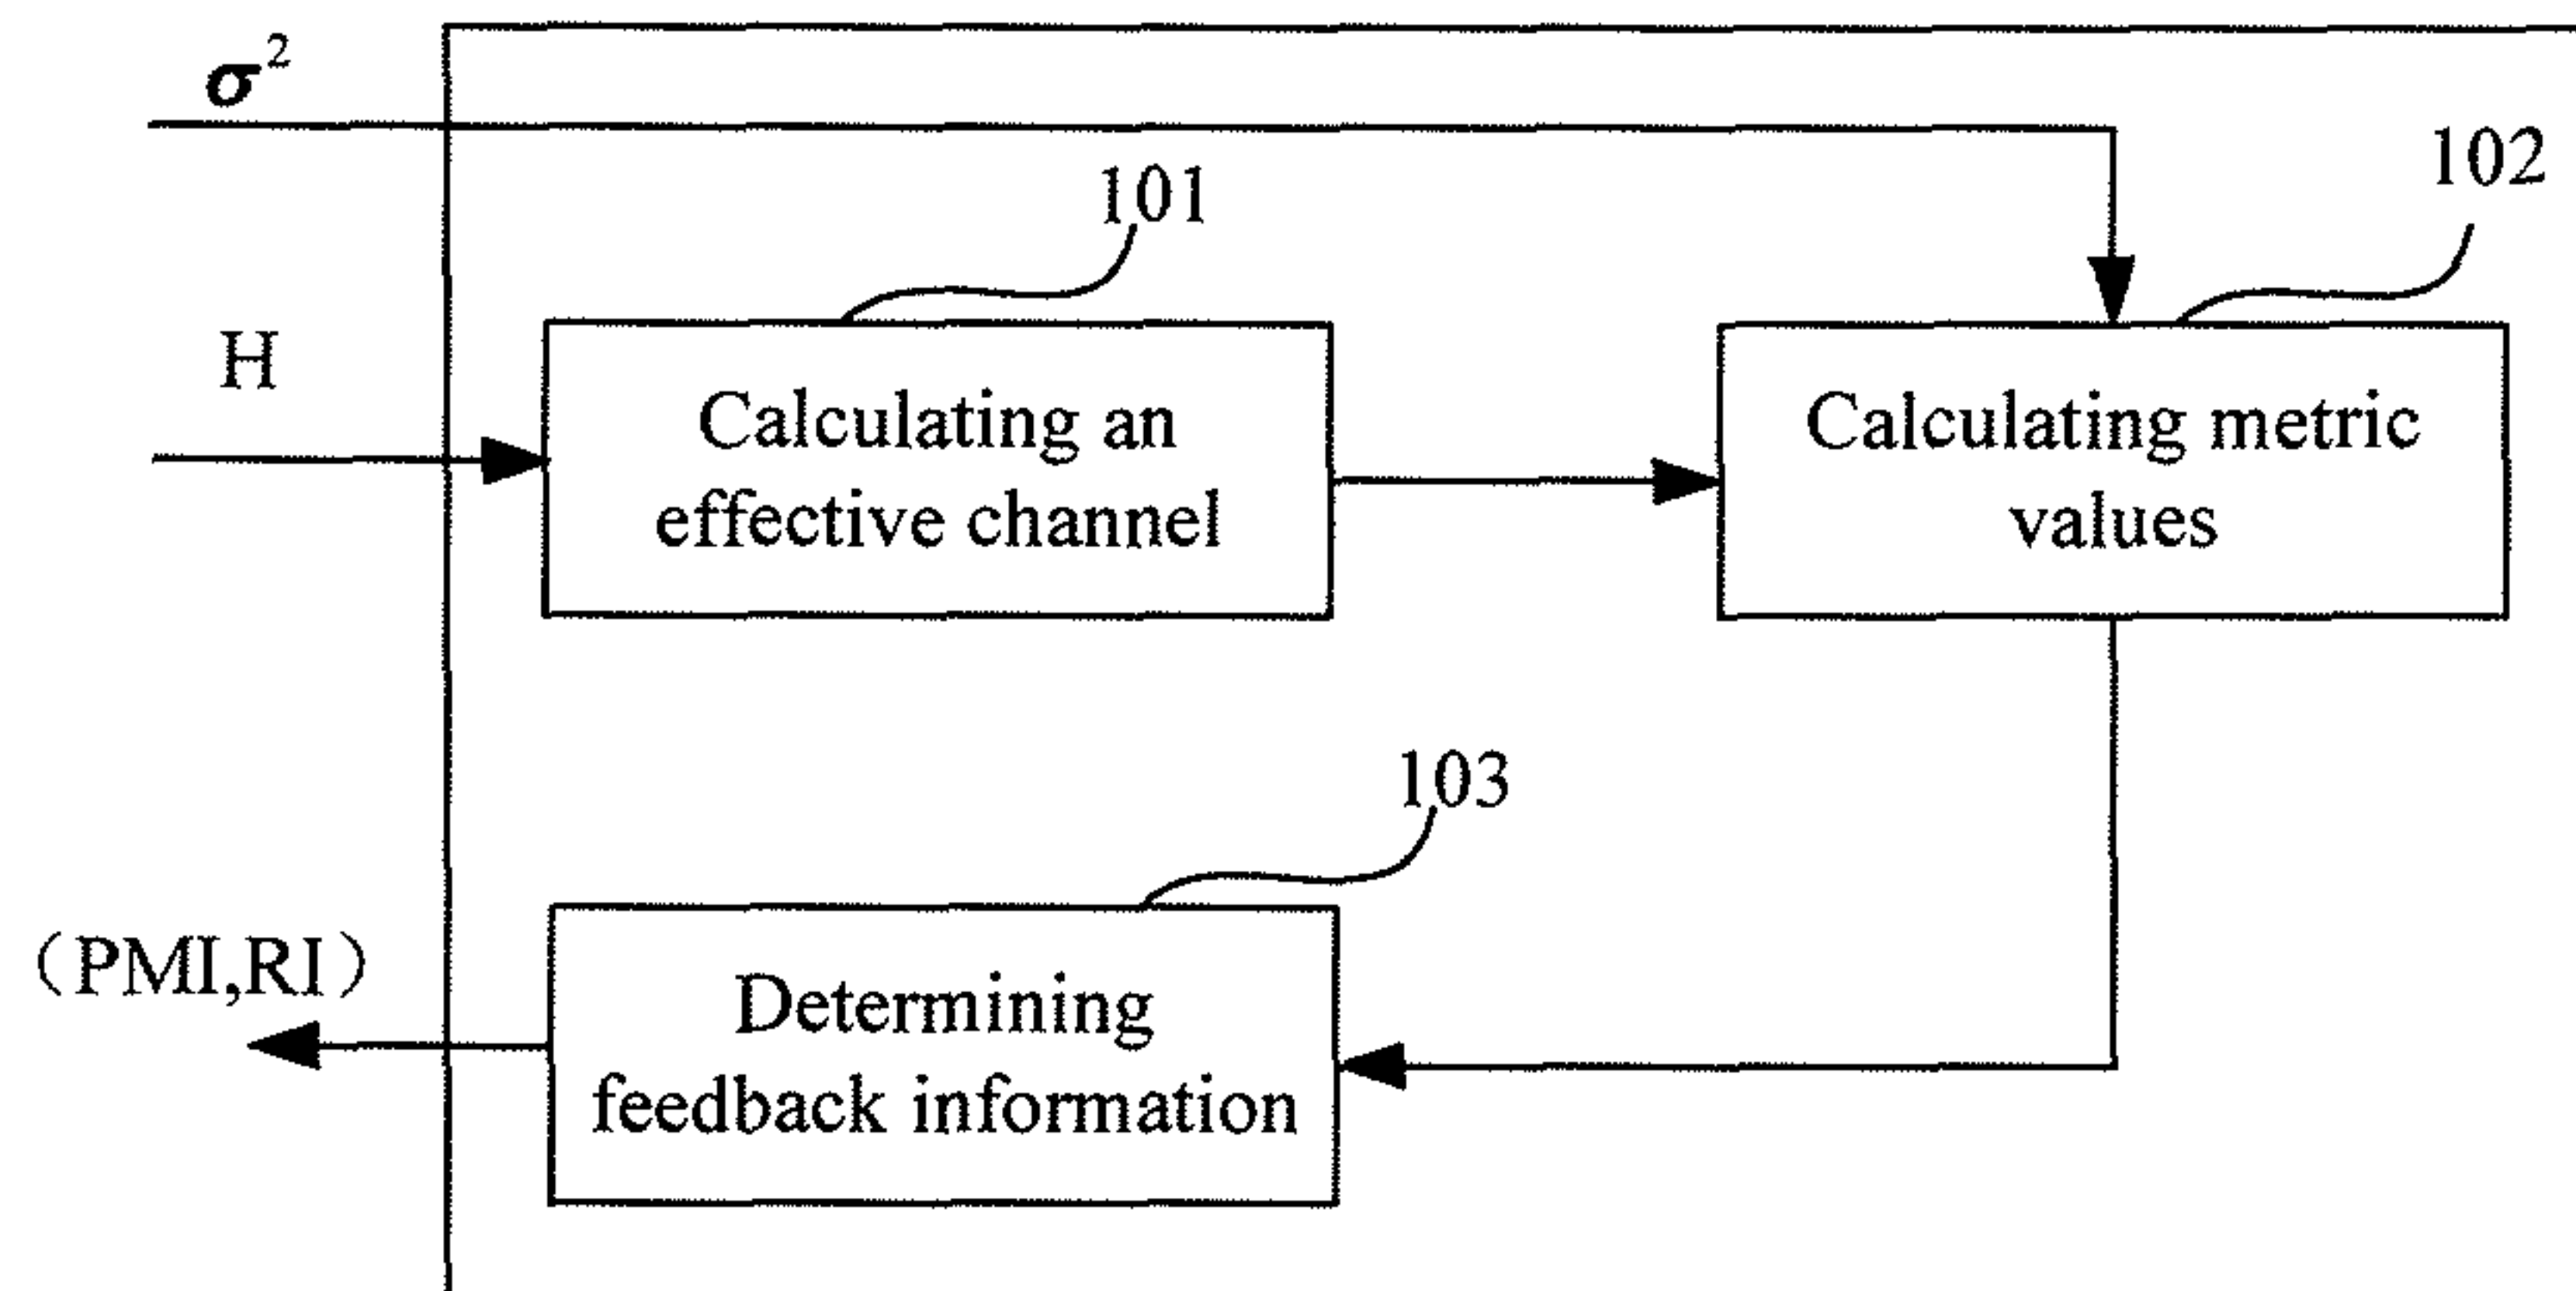 σ²
101
102
H
Calculating an
effective channel
Calculating metric
values
103
（PMI,RI）
Determining
feedback information